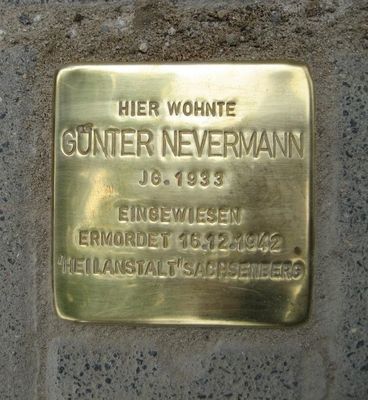 HIER WOHNTE
GÜNTER NEVERMANN
JG. 1933
EINGEWIESEN
ERMORDET 16.12.1942
'HEILANSTALT' SACHSENBERG